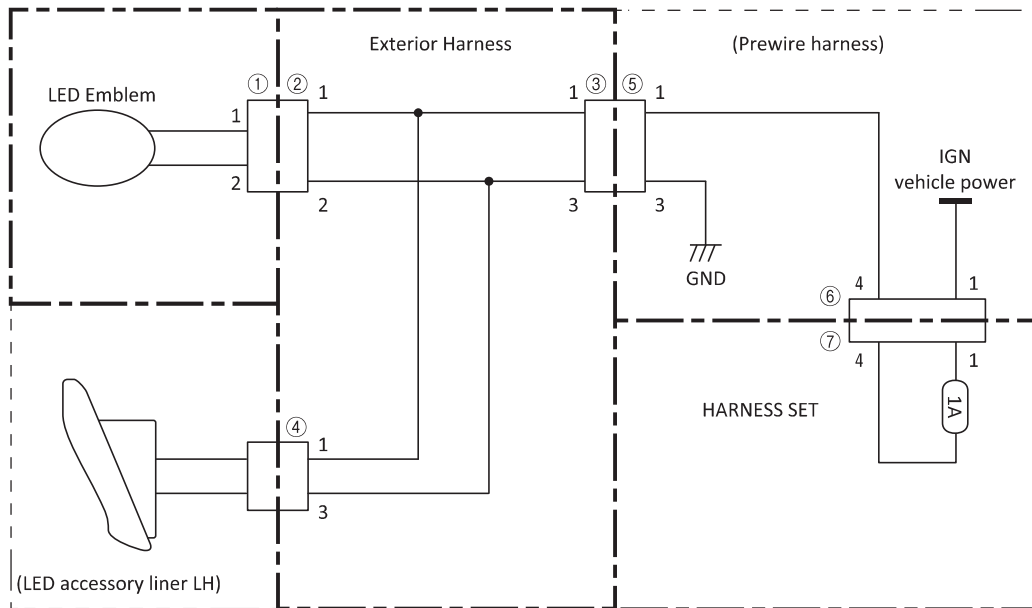 Exterior Harness
(Prewire harness)
LED Emblem
① ②
1
1
2
2
③ ⑤
1
1
3
3
GND
IGN
vehicle power
⑥
4
1
⑦
4
1
1A
HARNESS SET
④
1
3
(LED accessory liner LH)